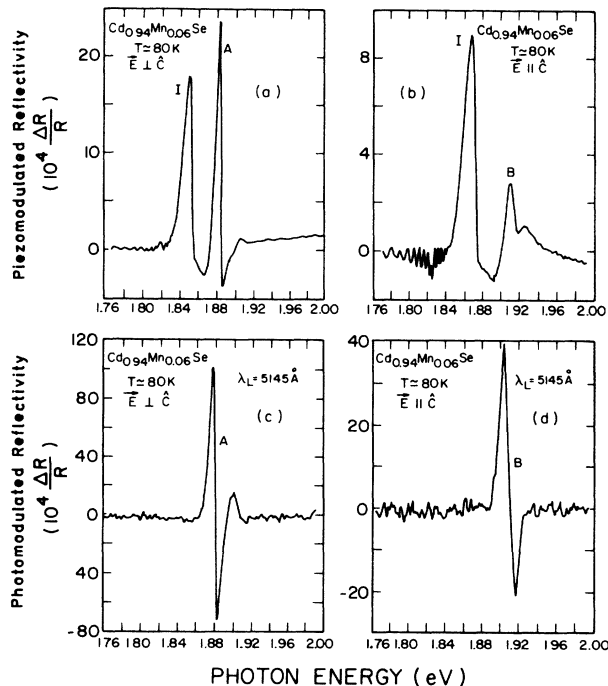 Piezomodulated Reflectivity
(10⁴ ΔR/R)
Cd0.94Mn0.06Se
T≃80K
E⃗ ⊥ Ĉ
I
A
(a)
20
10
0
1.76 1.80 1.84 1.88 1.92 1.96 2.00
Cd0.94Mn0.06Se
T≃80K
E⃗ || Ĉ
I
B
(b)
8
4
0
1.76 1.80 1.84 1.88 1.92 1.96 2.00
Photomodulated Reflectivity
(10⁴ ΔR/R)
Cd0.94Mn0.06Se
T≃80K
E⃗ ⊥ Ĉ
λL=5145Å
A
(c)
120
100
60
20
0
-40
-80
1.76 1.80 1.84 1.88 1.92 1.96 2.00
Cd0.94Mn0.06Se
T≃80K
E⃗ || Ĉ
λL=5145Å
B
(d)
40
20
0
-20
1.76 1.80 1.84 1.88 1.92 1.96 2.00
PHOTON ENERGY (eV)